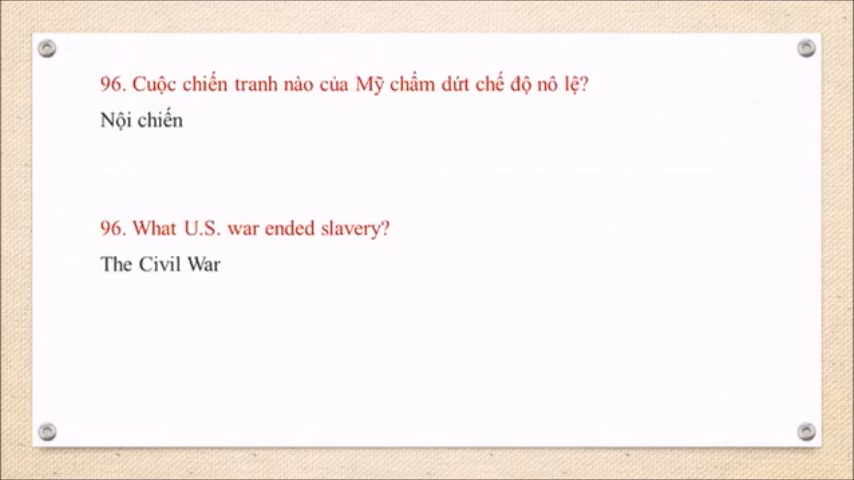 96. Cuộc chiến tranh nào của Mỹ chấm dứt chế độ nô lệ?
Nội chiến
96. What U.S. war ended slavery?
The Civil War